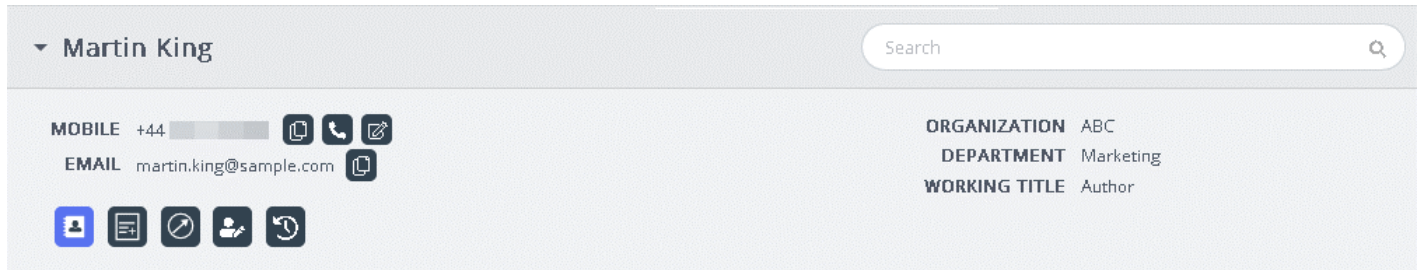 Martin King
Search
MOBILE +44
EMAIL martin.king@sample.com
ORGANIZATION ABC
DEPARTMENT Marketing
WORKING TITLE Author